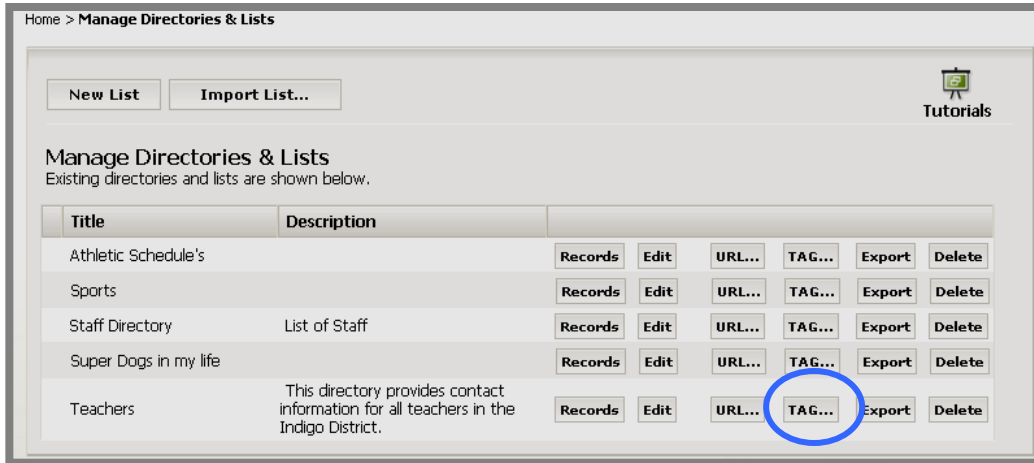 Home > Manage Directories & Lists
New List Import List...
Tutorials
Manage Directories & Lists
Existing directories and lists are shown below.
Title Description
Athletic Schedule's Records Edit URL... TAG... Export Delete
Sports Records Edit URL... TAG... Export Delete
Staff Directory List of Staff Records Edit URL... TAG... Export Delete
Super Dogs in my life Records Edit URL... TAG... Export Delete
This directory provides contact
Teachers information for all teachers in the Records Edit URL... TAG... Export Delete
Indigo District.